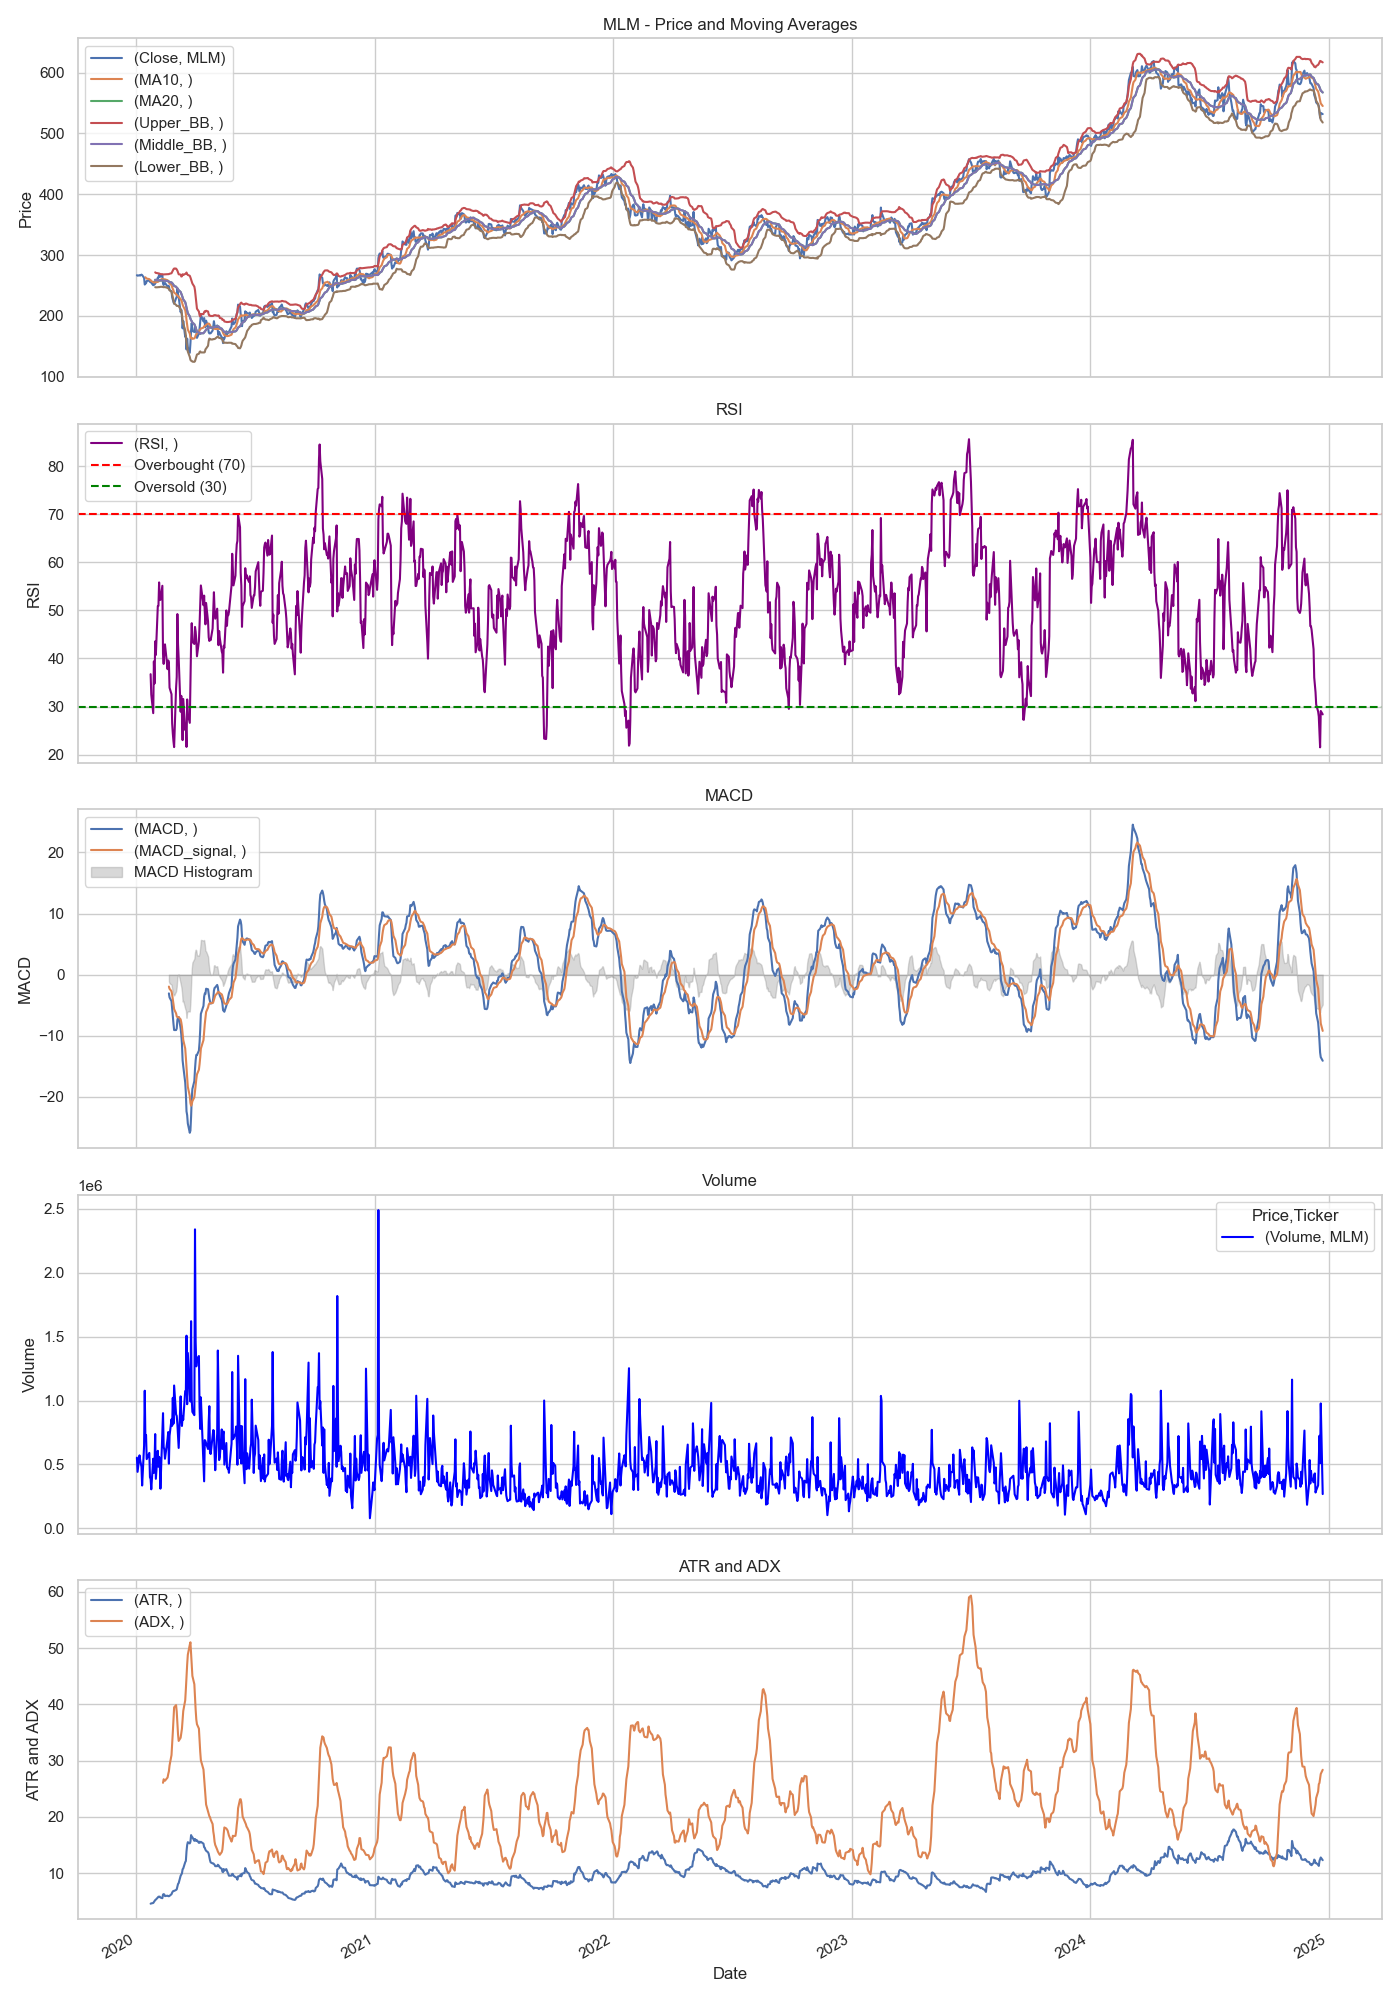 MLM - Price and Moving Averages
(Close, MLM)
(MA10, )
(MA20, )
(Upper_BB, )
(Middle_BB, )
(Lower_BB, )
600
500
400
300
200
100
Price
RSI
(RSI, )
Overbought (70)
Oversold (30)
80
70
60
50
40
30
20
RSI
MACD
(MACD, )
(MACD_signal, )
MACD Histogram
20
10
0
−10
−20
MACD
Volume
1e6
Price,Ticker
(Volume, MLM)
2.5
2.0
1.5
1.0
0.5
0.0
Volume
ATR and ADX
(ATR, )
(ADX, )
60
50
40
30
20
10
ATR and ADX
2020
2021
2022
2023
2024
2025
Date